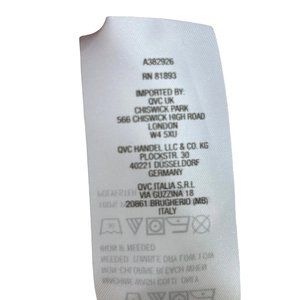 A382926
RN 81893
IMPORTED BY:
QVC UK
CHISWICK PARK
566 CHISWICK HIGH ROAD
LONDON
W4 5XU
QVC HANDEL LLC & CO. KG
PLOCKSTR. 30
40221 DUSSELDORF
GERMANY
QVC ITALIA S.R.L
VIA GUZZINA 18
20861 BRUGHERIO (MB)
ITALY